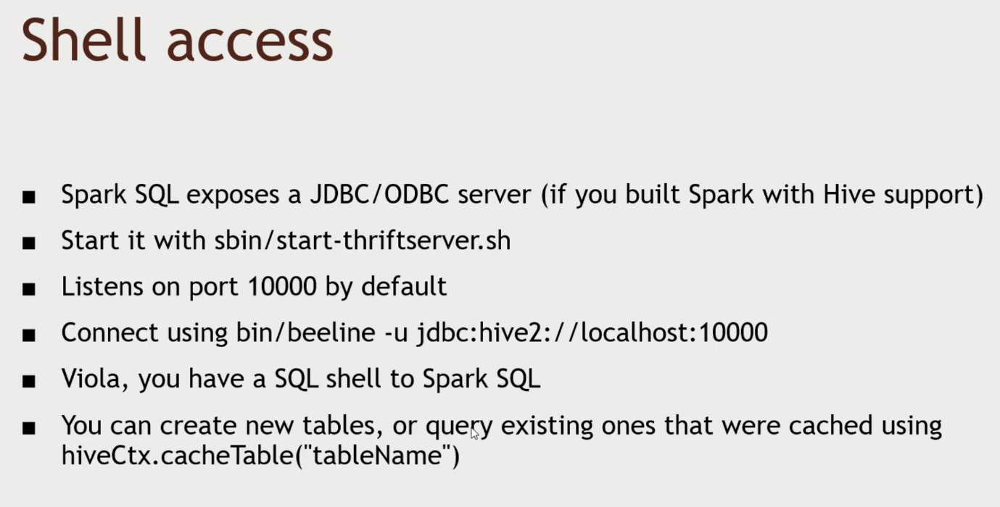 Shell access
▪ Spark SQL exposes a JDBC/ODBC server (if you built Spark with Hive support)
▪ Start it with sbin/start-thriftserver.sh
▪ Listens on port 10000 by default
▪ Connect using bin/beeline -u jdbc:hive2://localhost:10000
▪ Viola, you have a SQL shell to Spark SQL
▪ You can create new tables, or query existing ones that were cached using
hiveCtx.cacheTable("tableName")